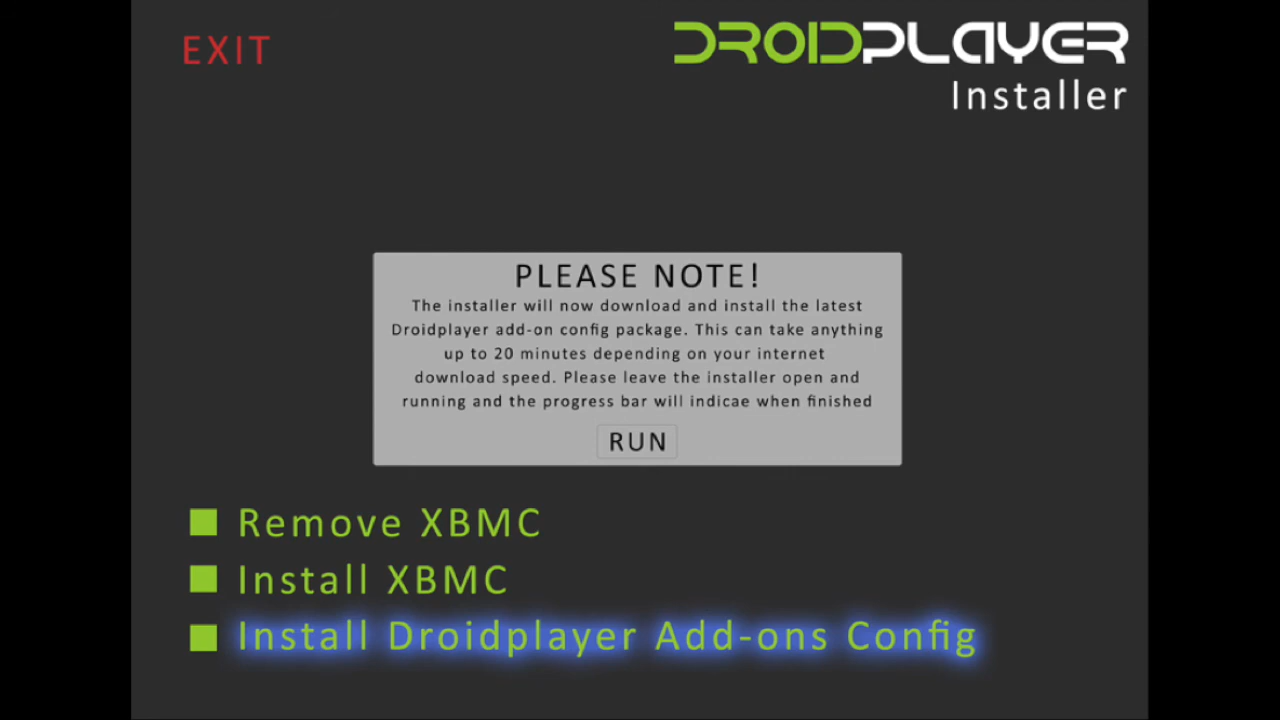 EXIT
DROIDPLAYER
Installer
PLEASE NOTE!
The installer will now download and install the latest
Droidplayer add-on config package. This can take anything
up to 20 minutes depending on your internet
download speed. Please leave the installer open and
running and the progress bar will indicae when finished
RUN
Remove XBMC
Install XBMC
Install Droidplayer Add-ons Config